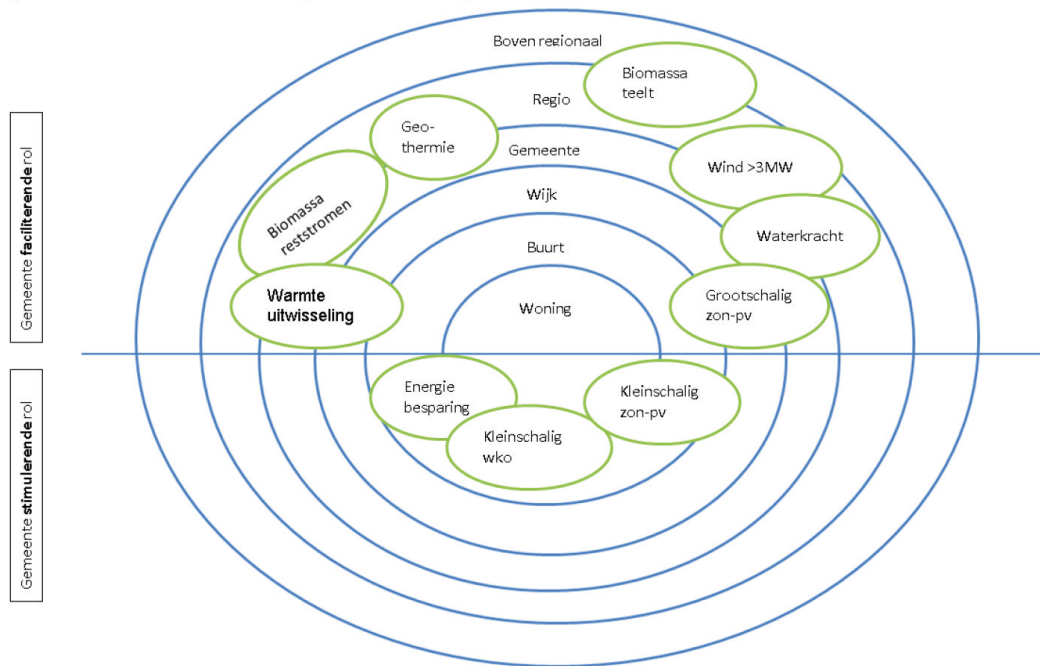 Boven regionaal
Biomassa
teelt
Regio
Geo-
thermie
Gemeente
Wind >3MW
Biomassa
reststromen
Wijk
Waterkracht
Buurt
Warmte
uitwisseling
Woning
Grootschalig
zon-pv
Gemeente faciliterende rol
Energie
besparing
Kleinschalig
zon-pv
Kleinschalig
wko
Gemeente stimulerende rol